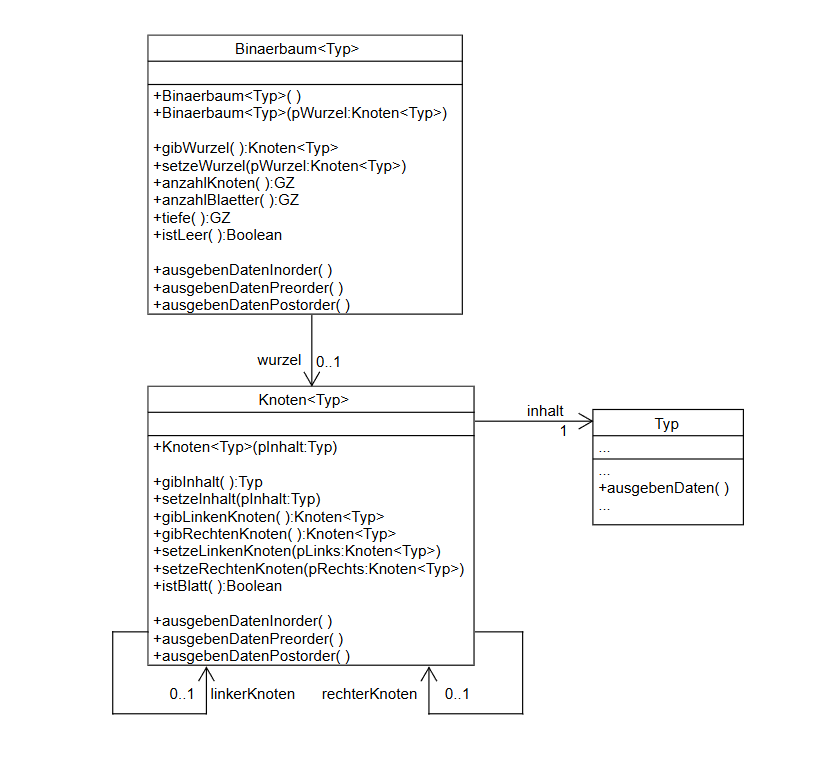 Binaerbaum<Typ>
+Binaerbaum<Typ>( )
+Binaerbaum<Typ>(pWurzel:Knoten<Typ>)
+gibWurzel( ):Knoten<Typ>
+setzeWurzel(pWurzel:Knoten<Typ>)
+anzahlKnoten( ):GZ
+anzahlBlaetter( ):GZ
+tiefe( ):GZ
+istLeer( ):Boolean
+ausgebenDatenInorder( )
+ausgebenDatenPreorder( )
+ausgebenDatenPostorder( )
wurzel 0..1
Knoten<Typ>
+Knoten<Typ>(pInhalt:Typ)
+gibInhalt( ):Typ
+setzeInhalt(pInhalt:Typ)
+gibLinkenKnoten( ):Knoten<Typ>
+gibRechtenKnoten( ):Knoten<Typ>
+setzeLinkenKnoten(pLinks:Knoten<Typ>)
+setzeRechtenKnoten(pRechts:Knoten<Typ>)
+istBlatt( ):Boolean
+ausgebenDatenInorder( )
+ausgebenDatenPreorder( )
+ausgebenDatenPostorder( )
inhalt
1
Typ
...
...
+ausgebenDaten( )
...
0..1 linkerKnoten rechterKnoten 0..1